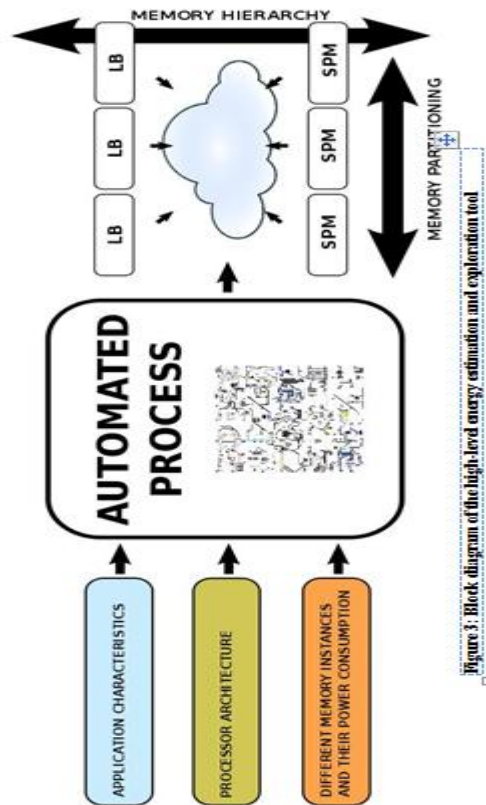 APPLICATION CHARACTERISTICS
PROCESSOR ARCHITECTURE
DIFFERENT MEMORY INSTANCES
AND THEIR POWER CONSUMPTION
AUTOMATED
PROCESS
LB
LB
LB
SPM
SPM
SPM
MEMORY HIERARCHY
MEMORY PARTITIONING
Figure 3: Block diagram of the high-level energy estimation and exploration tool